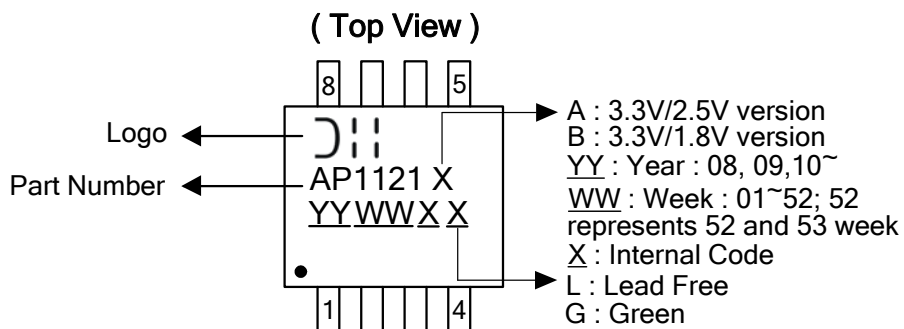 ( Top View )
8 5
Logo
Part Number
AP1121 X
YY WW X X
1 4
A : 3.3V/2.5V version
B : 3.3V/1.8V version
YY : Year : 08, 09,10~
WW : Week : 01~52; 52
represents 52 and 53 week
X : Internal Code
L : Lead Free
G : Green